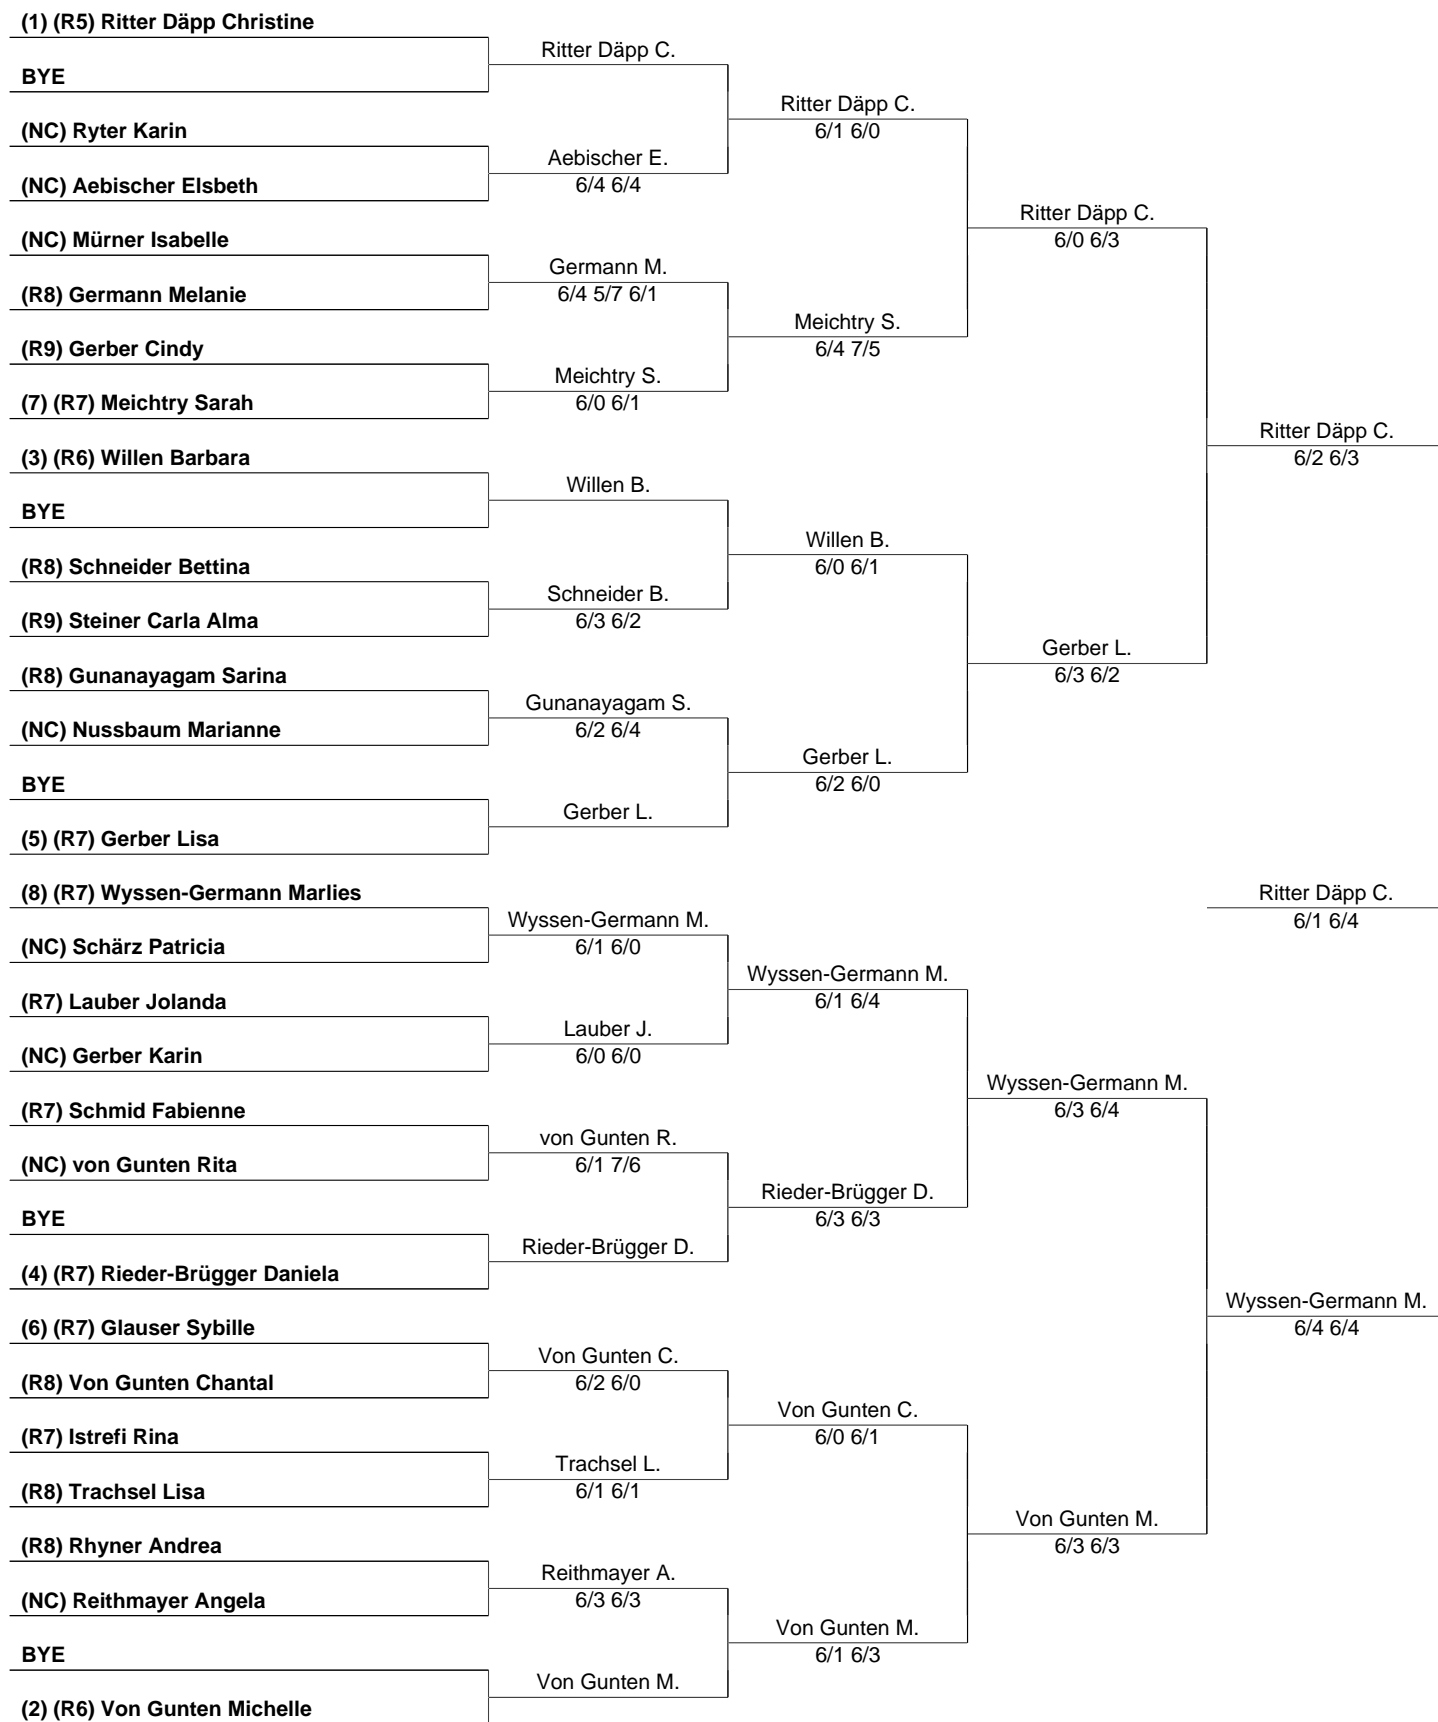 (1) (R5) Ritter Däpp Christine
Ritter Däpp C.
BYE
Ritter Däpp C.
6/1 6/0
(NC) Ryter Karin
Aebischer E.
6/4 6/4
(NC) Aebischer Elsbeth
Ritter Däpp C.
6/0 6/3
(NC) Mürner Isabelle
Germann M.
6/4 5/7 6/1
(R8) Germann Melanie
Meichtry S.
6/4 7/5
(R9) Gerber Cindy
Meichtry S.
6/0 6/1
(7) (R7) Meichtry Sarah
Ritter Däpp C.
6/2 6/3
(3) (R6) Willen Barbara
Willen B.
BYE
Willen B.
6/0 6/1
(R8) Schneider Bettina
Schneider B.
6/3 6/2
(R9) Steiner Carla Alma
Gerber L.
6/3 6/2
(R8) Gunanayagam Sarina
Gunanayagam S.
6/2 6/4
(NC) Nussbaum Marianne
Gerber L.
6/2 6/0
BYE
Gerber L.
(5) (R7) Gerber Lisa
(8) (R7) Wyssen-Germann Marlies
Ritter Däpp C.
6/1 6/4
Wyssen-Germann M.
6/1 6/0
(NC) Schärz Patricia
Wyssen-Germann M.
6/1 6/4
(R7) Lauber Jolanda
Lauber J.
6/0 6/0
(NC) Gerber Karin
Wyssen-Germann M.
6/3 6/4
(R7) Schmid Fabienne
von Gunten R.
6/1 7/6
(NC) von Gunten Rita
Rieder-Brügger D.
6/3 6/3
BYE
Rieder-Brügger D.
(4) (R7) Rieder-Brügger Daniela
Wyssen-Germann M.
6/4 6/4
(6) (R7) Glauser Sybille
Von Gunten C.
6/2 6/0
(R8) Von Gunten Chantal
Von Gunten C.
6/0 6/1
(R7) Istrefi Rina
Trachsel L.
6/1 6/1
(R8) Trachsel Lisa
Von Gunten M.
6/3 6/3
(R8) Rhyner Andrea
Reithmayer A.
6/3 6/3
(NC) Reithmayer Angela
Von Gunten M.
6/1 6/3
BYE
Von Gunten M.
(2) (R6) Von Gunten Michelle